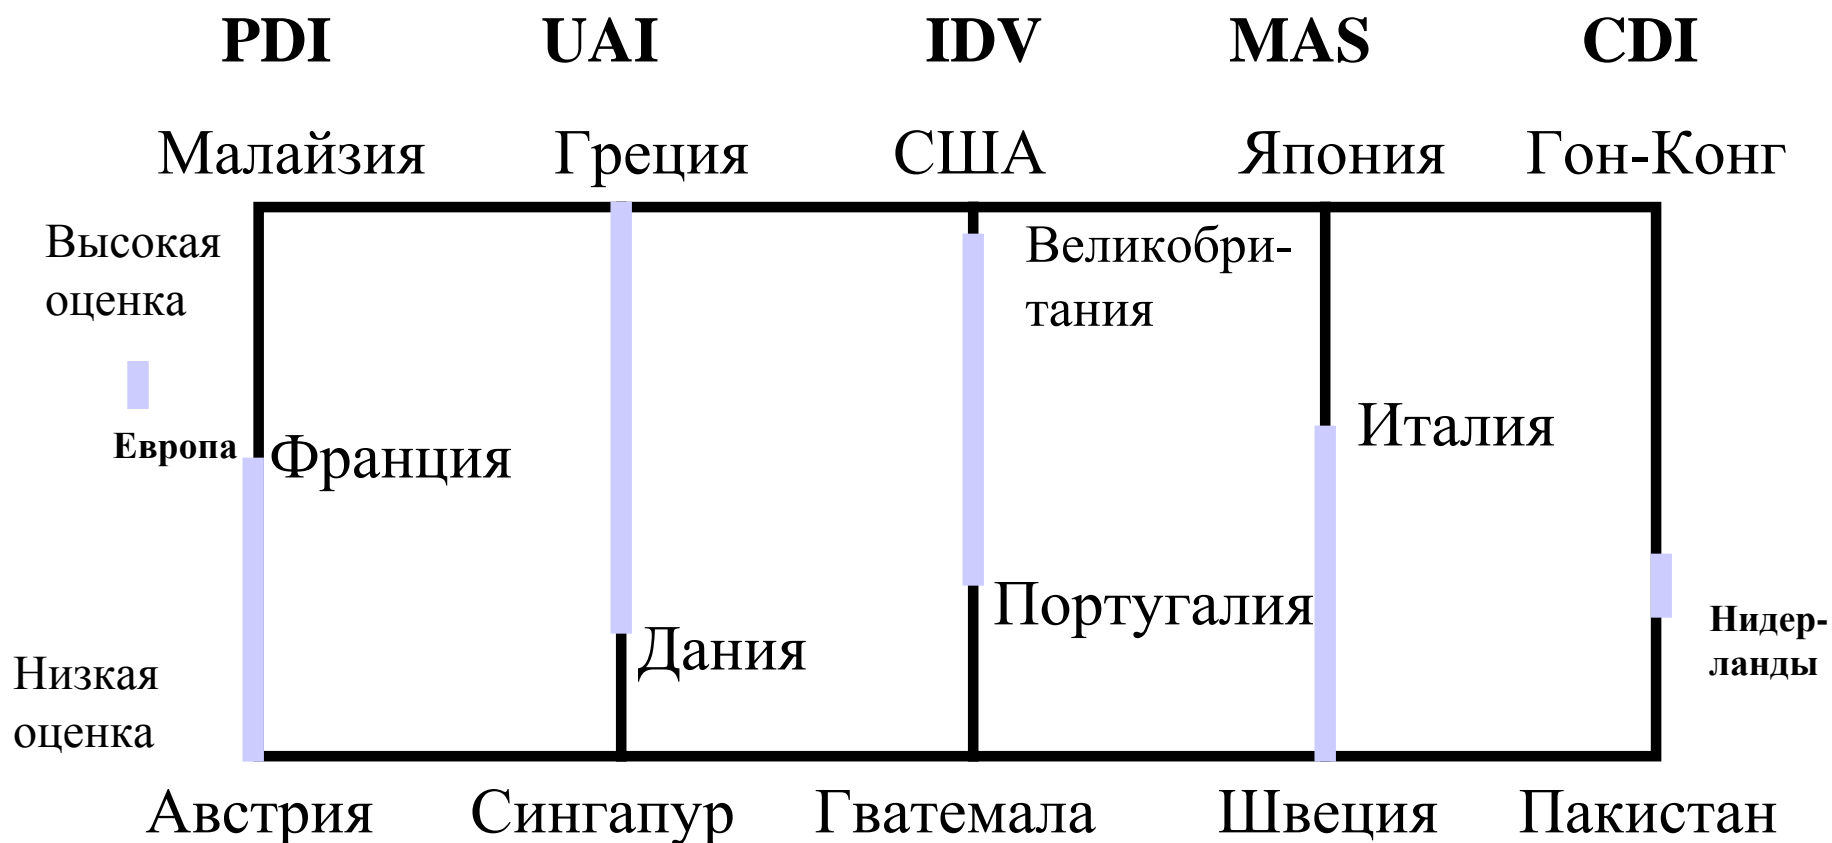 PDI UAI IDV MAS CDI
Малайзия Греция США Япония Гон-Конг
Высокая
оценка
Великобри-
тания
Европа
Франция
Италия
Португалия
Дания
Нидер-
ланды
Низкая
оценка
Австрия Сингапур Гватемала Швеция Пакистан